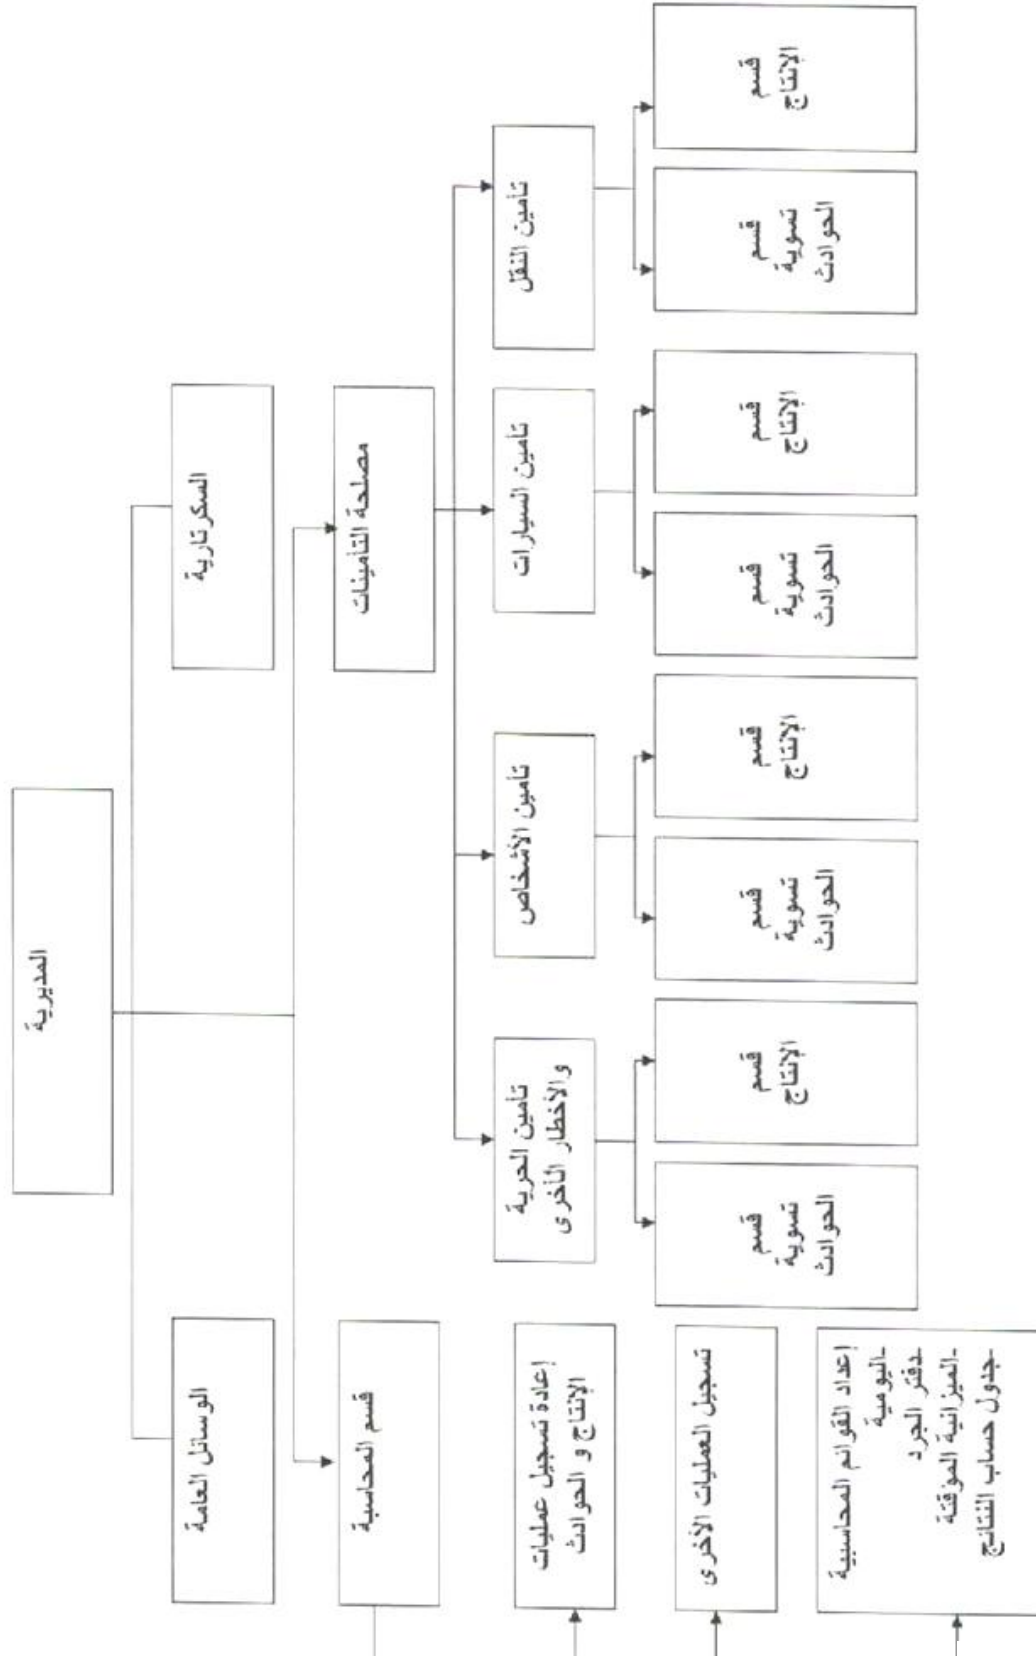 المديرية
السكرتارية
الوسائل العامة
مصلحة التأمينات
قسم المحاسبة
تأمين النقل
تأمين السيارات
تأمين الأشخاص
تأمين الحرية
والأخطار الأخرى
إعادة تسجيل عمليات
الإنتاج و الحوادث
قسم
الإنتاج
قسم
تسوية
الحوادث
قسم
الإنتاج
قسم
تسوية
الحوادث
قسم
الإنتاج
قسم
تسوية
الحوادث
قسم
الإنتاج
قسم
تسوية
الحوادث
تسجيل العمليات الأخرى
إعداد القوائم المحاسبية
-اليومية
-دفتر الجرد
-الميزانية المؤقتة
-جدول حساب النتائج